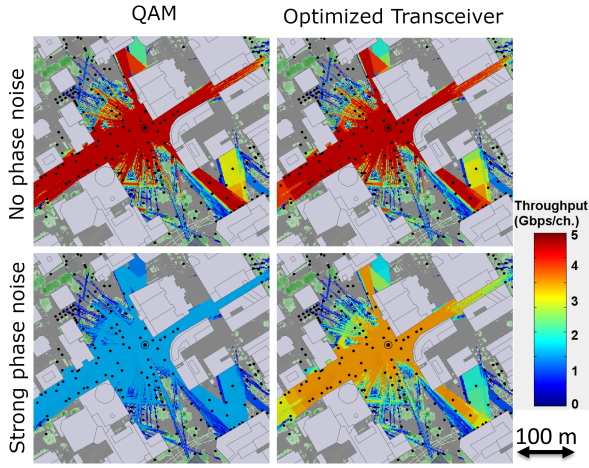 QAM
Optimized Transceiver
No phase noise
Strong phase noise
Throughput
(Gbps/ch.)
5
4
3
2
1
0
100 m